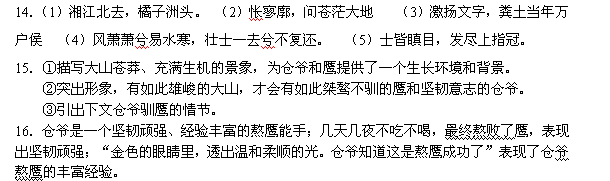 14.（1）湘江北去，橘子洲头。（2）怅寥廓，问苍茫大地　（3）激扬文字，粪土当年万
户侯　（4）风萧萧兮易水寒，壮士一去兮不复还。　（5）士皆瞋目，发尽上指冠。
15. ①描写大山苍莽、充满生机的景象，为仓爷和鹰提供了一个生长环境和背景。
②突出形象，有如此雄峻的大山，才会有如此桀骜不驯的鹰和坚韧意志的仓爷。
③引出下文仓爷驯鹰的情节。
16. 仓爷是一个坚韧顽强、经验丰富的熬鹰能手；几天几夜不吃不喝，最终熬败了鹰，表现
出坚韧顽强；“金色的眼睛里，透出温和柔顺的光。仓爷知道这是熬鹰成功了”表现了仓爷
熬鹰的丰富经验。